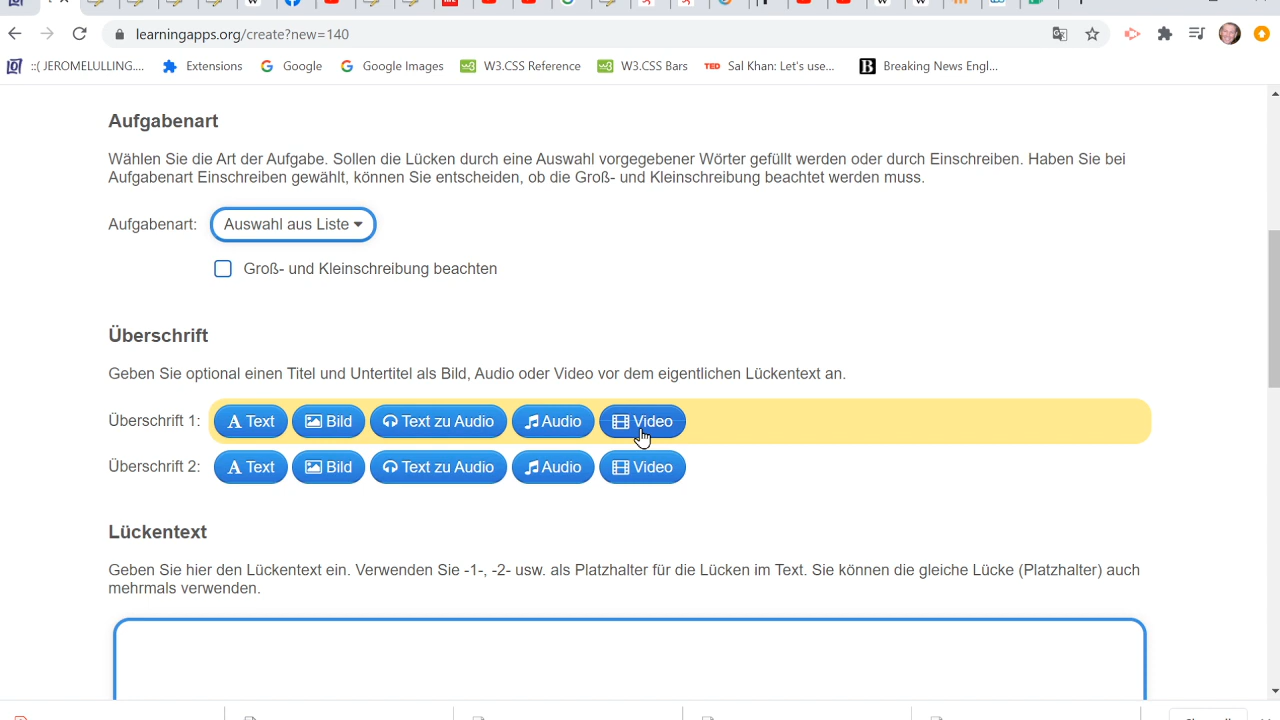 learningapps.org/create?new=140
::( JEROMELULLING.... Extensions Google Google Images W3.CSS Reference W3.CSS Bars TED Sal Khan: Let's use... B Breaking News Engl...
Aufgabenart
Wählen Sie die Art der Aufgabe. Sollen die Lücken durch eine Auswahl vorgegebener Wörter gefüllt werden oder durch Einschreiben. Haben Sie bei
Aufgabenart Einschreiben gewählt, können Sie entscheiden, ob die Groß- und Kleinschreibung beachtet werden muss.
Aufgabenart: Auswahl aus Liste
Groß- und Kleinschreibung beachten
Überschrift
Geben Sie optional einen Titel und Untertitel als Bild, Audio oder Video vor dem eigentlichen Lückentext an.
Überschrift 1: A Text Bild Text zu Audio Audio Video
Überschrift 2: A Text Bild Text zu Audio Audio Video
Lückentext
Geben Sie hier den Lückentext ein. Verwenden Sie -1-, -2- usw. als Platzhalter für die Lücken im Text. Sie können die gleiche Lücke (Platzhalter) auch
mehrmals verwenden.